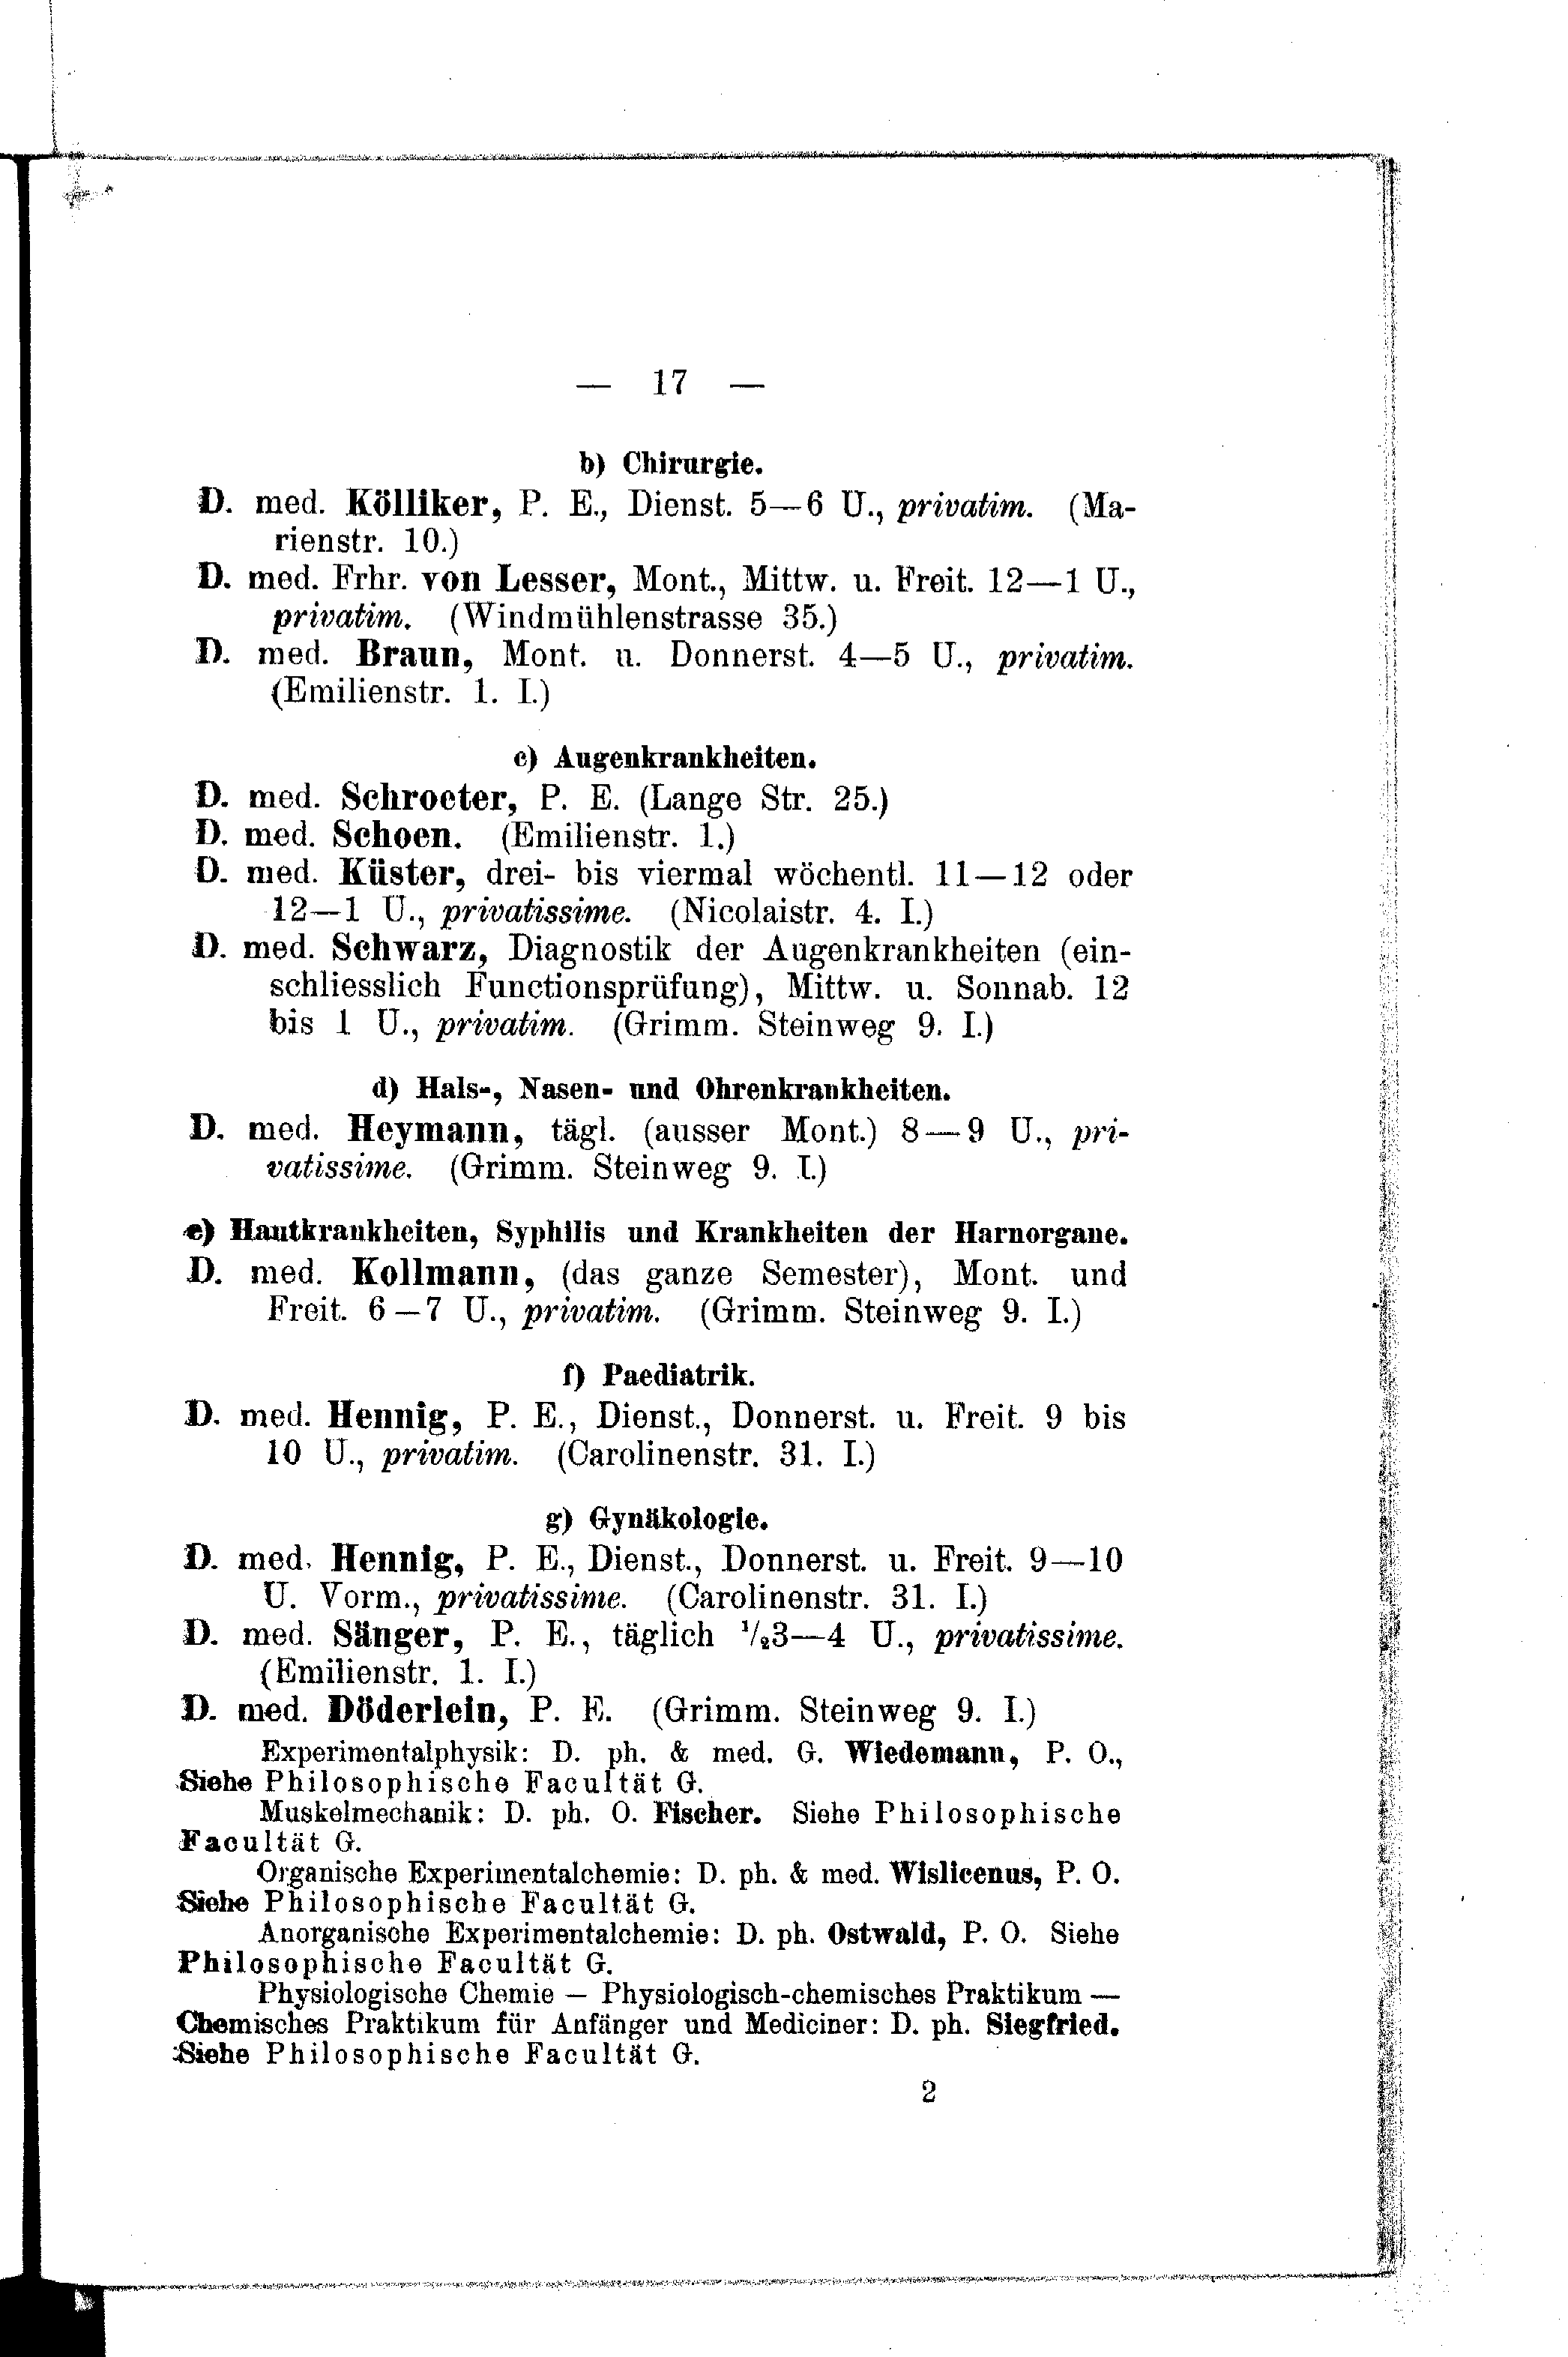 — 17 —
b) Chirurgie.
D. med. Kölliker, P. E., Dienst. 5—6 U., privatim. (Ma-
rienstr. 10.)
D. med. Frhr. von Lesser, Mont., Mittw. u. Freit. 12—1 U.,
privatim. (Windmühlenstrasse 35.)
D. med. Braun, Mont. u. Donnerst. 4—5 U., privatim.
(Emilienstr. 1. I.)
c) Augenkrankheiten.
D. med. Schroeter, P. E. (Lange Str. 25.)
D. med. Schoen. (Emilienstr. 1.)
D. med. Küster, drei- bis viermal wöchentl. 11—12 oder
12—1 U., privatissime. (Nicolaistr. 4. I.)
D. med. Schwarz, Diagnostik der Augenkrankheiten (ein-
schliesslich Functionsprüfung), Mittw. u. Sonnab. 12
bis 1 U., privatim. (Grimm. Steinweg 9. I.)
d) Hals-, Nasen- und Ohrenkrankheiten.
D. med. Heymann, tägl. (ausser Mont.) 8—9 U., pri-
vatissime. (Grimm. Steinweg 9. I.)
e) Hautkrankheiten, Syphilis und Krankheiten der Harnorgane.
D. med. Kollmann, (das ganze Semester), Mont. und
Freit. 6—7 U., privatim. (Grimm. Steinweg 9. I.)
f) Paediatrik.
D. med. Hennig, P. E., Dienst., Donnerst. u. Freit. 9 bis
10 U., privatim. (Carolinenstr. 31. I.)
g) Gynäkologie.
D. med. Hennig, P. E., Dienst., Donnerst. u. Freit. 9—10
U. Vorm., privatissime. (Carolinenstr. 31. I.)
D. med. Sänger, P. E., täglich ½3—4 U., privatissime.
(Emilienstr. 1. I.)
D. med. Döderlein, P. E. (Grimm. Steinweg 9. I.)
Experimentalphysik: D. ph. & med. G. Wiedemann, P. O.,
Siehe Philosophische Facultät G.
Muskelmechanik: D. ph. O. Fischer. Siehe Philosophische
Facultät G.
Organische Experimentalchemie: D. ph. & med. Wislicenus, P. O.
Siehe Philosophische Facultät G.
Anorganische Experimentalchemie: D. ph. Ostwald, P. O. Siehe
Philosophische Facultät G.
Physiologische Chemie — Physiologisch-chemisches Praktikum —
Chemisches Praktikum für Anfänger und Mediciner: D. ph. Siegfried.
Siehe Philosophische Facultät G.
2